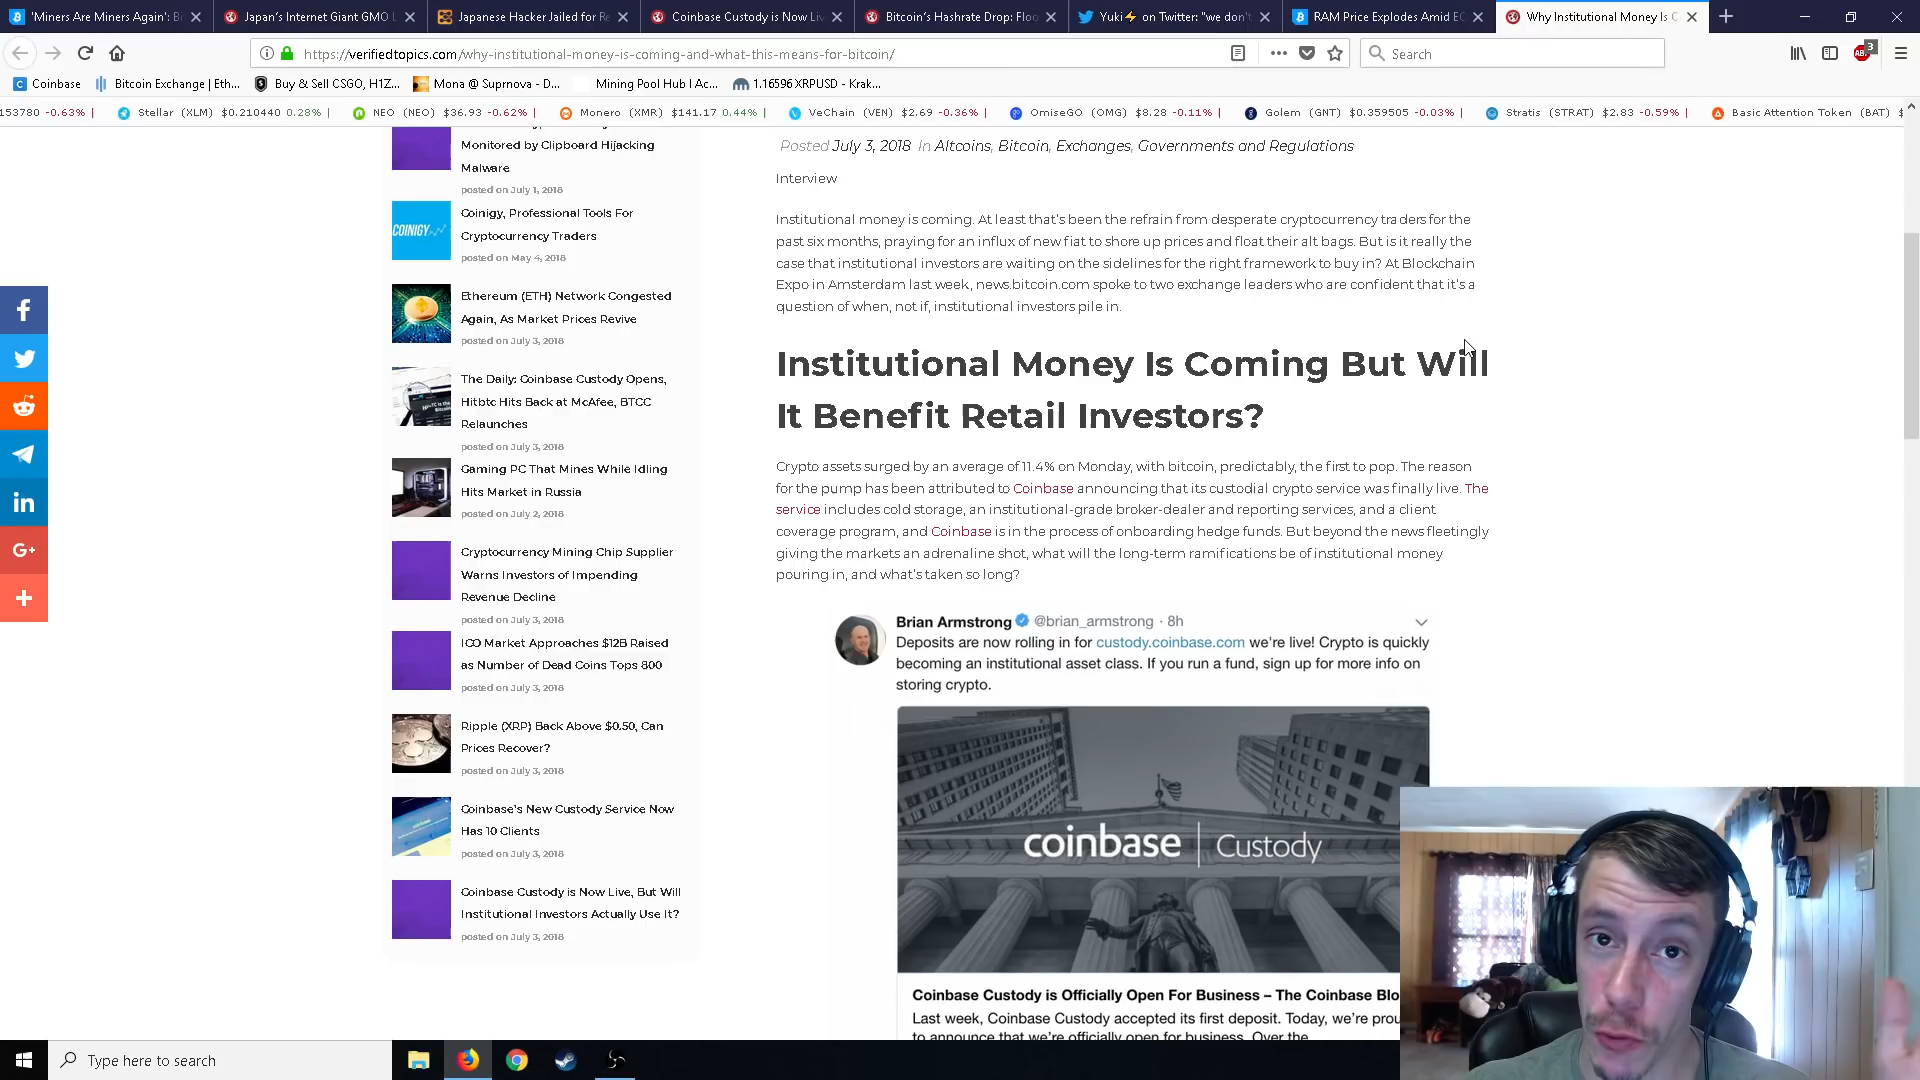 'Miners Are Miners Again':
Japan's Internet Giant GMO
Japanese Hacker Jailed for
Coinbase Custody is Now Liv
Bitcoin's Hashrate Drop: Floo
Yuki⚡ on Twitter: "we don't
RAM Price Explodes Amid
Why Institutional Money Is
https://verifiedtopics.com/why-institutional-money-is-coming-and-what-this-means-for-bitcoin/
Search
3
Coinbase
Bitcoin Exchange | Eth...
Buy & Sell CSGO, H1Z...
Mona @ Suprnova - D...
Mining Pool Hub I Ac...
1.16596 XRPUSD - Krak...
153780 -0.63% |
Stellar (XLM) $0.210440 0.28% |
NEO (NEO) $36.93 -0.62% |
Monero (XMR) $141.17 0.44% |
VeChain (VEN) $2.69 -0.36% |
OmiseGO (OMG) $8.28 -0.11% |
Golem (GNT) $0.359505 -0.03% |
Stratis (STRAT) $2.83 -0.59% |
Basic Attention Token (BAT) $
Monitored by Clipboard Hijacking
Malware
posted on July 1, 2018
COINIGY
Coinigy, Professional Tools For
Cryptocurrency Traders
posted on May 4, 2018
Ethereum (ETH) Network Congested
Again, As Market Prices Revive
posted on July 3, 2018
The Daily: Coinbase Custody Opens,
Hitbtc Hits Back at McAfee, BTCC
Relaunches
posted on July 3, 2018
Gaming PC That Mines While Idling
Hits Market in Russia
posted on July 2, 2018
Cryptocurrency Mining Chip Supplier
Warns Investors of Impending
Revenue Decline
posted on July 3, 2018
ICO Market Approaches $12B Raised
as Number of Dead Coins Tops 800
posted on July 3, 2018
Ripple (XRP) Back Above $0.50, Can
Prices Recover?
posted on July 3, 2018
Coinbase's New Custody Service Now
Has 10 Clients
posted on July 3, 2018
Coinbase Custody is Now Live, But Will
Institutional Investors Actually Use It?
posted on July 3, 2018
Posted July 3, 2018 In Altcoins, Bitcoin, Exchanges, Governments and Regulations
Interview
Institutional money is coming. At least that's been the refrain from desperate cryptocurrency traders for the
past six months, praying for an influx of new fiat to shore up prices and float their alt bags. But is it really the
case that institutional investors are waiting on the sidelines for the right framework to buy in? At Blockchain
Expo in Amsterdam last week, news.bitcoin.com spoke to two exchange leaders who are confident that it's a
question of when, not if, institutional investors pile in.
Institutional Money Is Coming But Will
It Benefit Retail Investors?
Crypto assets surged by an average of 11.4% on Monday, with bitcoin, predictably, the first to pop. The reason
for the pump has been attributed to Coinbase announcing that its custodial crypto service was finally live. The
service includes cold storage, an institutional-grade broker-dealer and reporting services, and a client
coverage program, and Coinbase is in the process of onboarding hedge funds. But beyond the news fleetingly
giving the markets an adrenaline shot, what will the long-term ramifications be of institutional money
pouring in, and what's taken so long?
Brian Armstrong @brian_armstrong · 8h
Deposits are now rolling in for custody.coinbase.com we're live! Crypto is quickly
becoming an institutional asset class. If you run a fund, sign up for more info on
storing crypto.
coinbase | Custody
Coinbase Custody is Officially Open For Business – The Coinbase Blo
Last week, Coinbase Custody accepted its first deposit. Today, we're prou
to announce that we're officially open for business. Over the
Type here to search